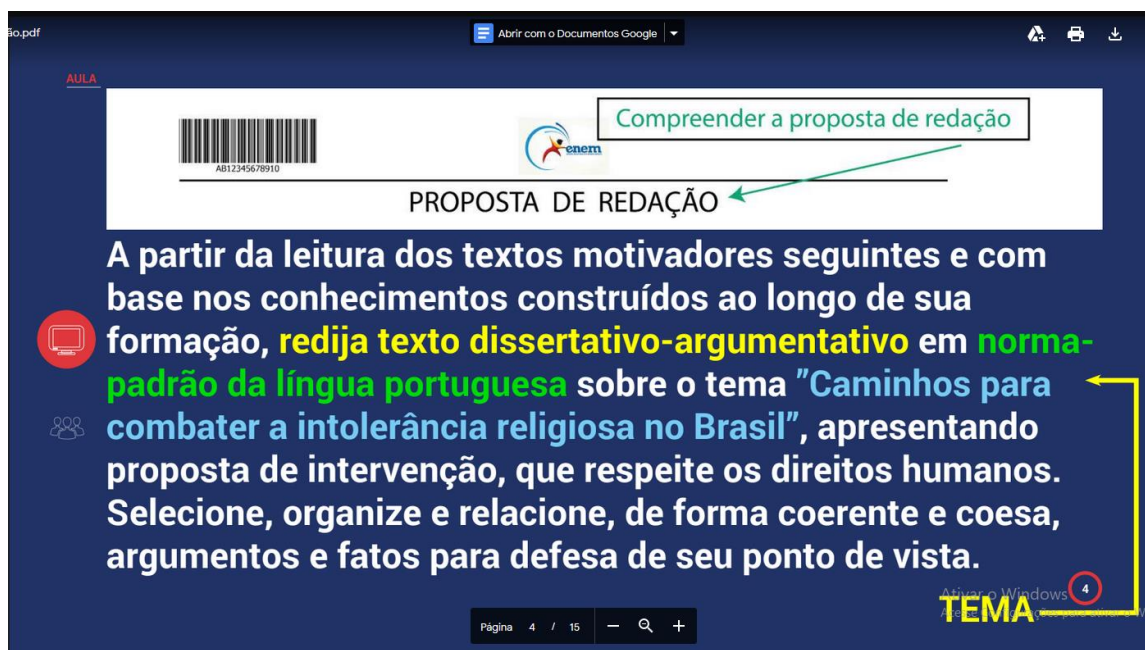 ão.pdf
Abrir com o Documentos Google
AULA
AB12345678910
enem
Compreender a proposta de redação
PROPOSTA DE REDAÇÃO
A partir da leitura dos textos motivadores seguintes e com
base nos conhecimentos construídos ao longo de sua
formação, redija texto dissertativo-argumentativo em norma-
padrão da língua portuguesa sobre o tema ”Caminhos para
combater a intolerância religiosa no Brasil”, apresentando
proposta de intervenção, que respeite os direitos humanos.
Selecione, organize e relacione, de forma coerente e coesa,
argumentos e fatos para defesa de seu ponto de vista.
4
Ativar o Windows
TEMA
Página 4 / 15